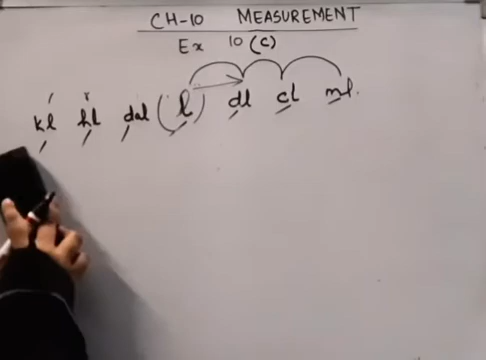 CH-10 MEASUREMENT
Ex 10 (C)
kl hl dal (l) dl cl ml.